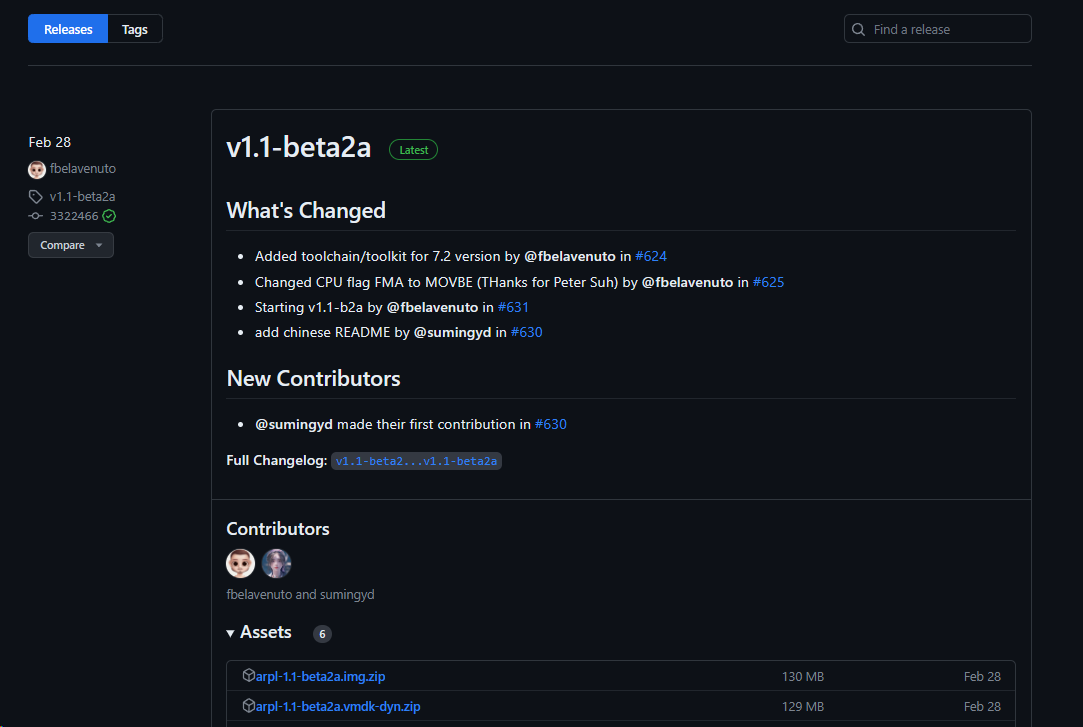 Releases Tags Find a release
Feb 28
fbelavenuto
v1.1-beta2a
3322466
Compare
v1.1-beta2a Latest
What's Changed
Added toolchain/toolkit for 7.2 version by @fbelavenuto in #624
Changed CPU flag FMA to MOVBE (THanks for Peter Suh) by @fbelavenuto in #625
Starting v1.1-b2a by @fbelavenuto in #631
add chinese README by @sumingyd in #630
New Contributors
@sumingyd made their first contribution in #630
Full Changelog: v1.1-beta2...v1.1-beta2a
Contributors
fbelavenuto and sumingyd
Assets 6
arpl-1.1-beta2a.img.zip 130 MB Feb 28
arpl-1.1-beta2a.vmdk-dyn.zip 129 MB Feb 28